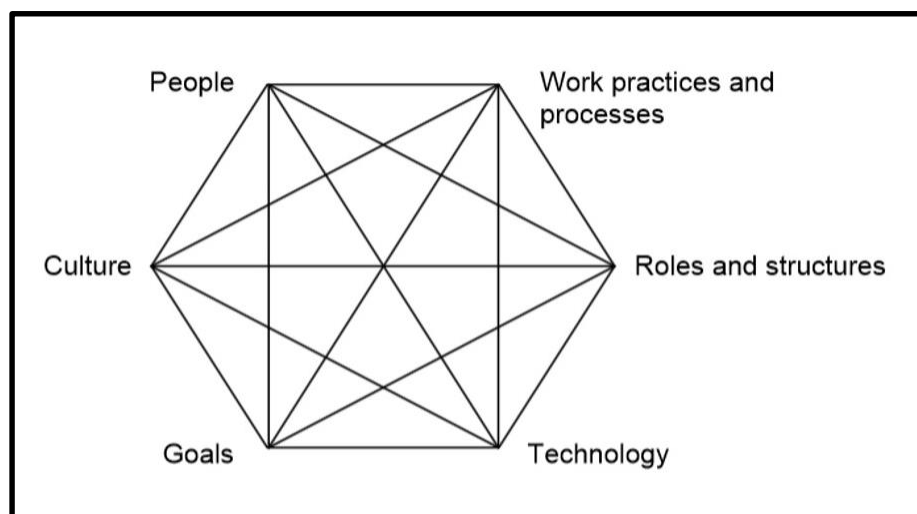 People
Work practices and
processes
Culture
Roles and structures
Goals
Technology